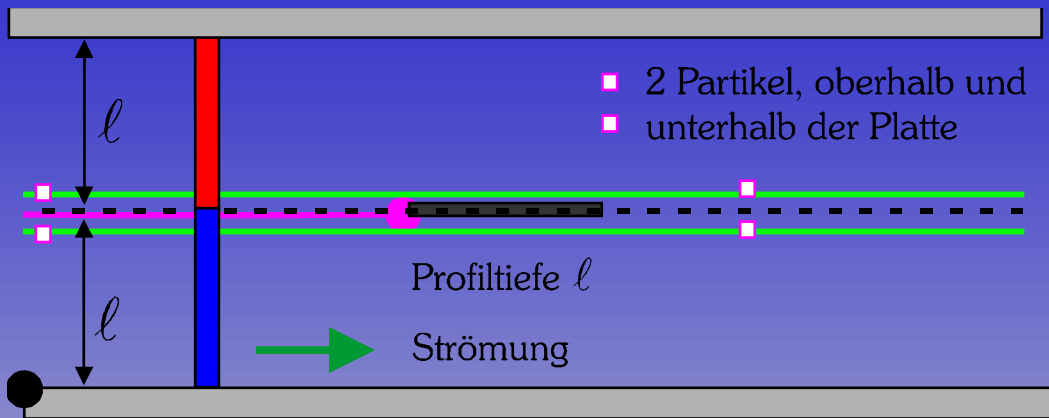 2 Partikel, oberhalb und
unterhalb der Platte
ℓ
ℓ
Profiltiefe ℓ
Strömung